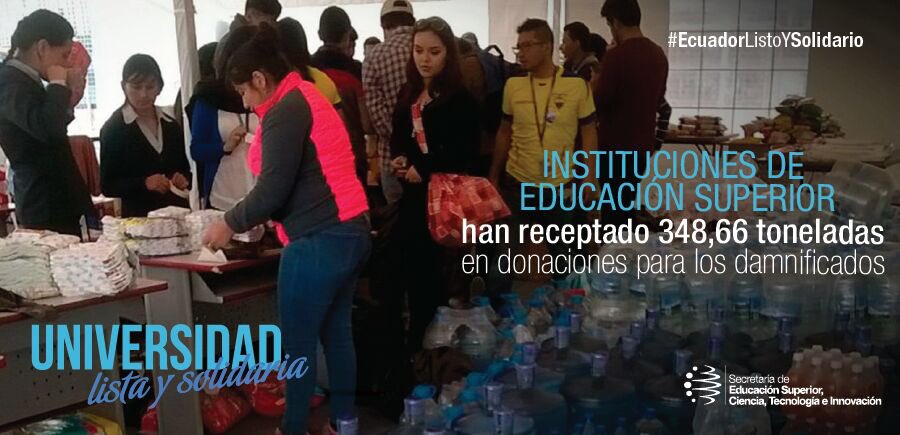 #EcuadorListoYSolidario
INSTITUCIONES DE
EDUCACIÓN SUPERIOR
han receptado 348,66 toneladas
en donaciones para los damnificados
UNIVERSIDAD
lista y solidaria
Secretaría de
Educación Superior,
Ciencia, Tecnología e Innovación